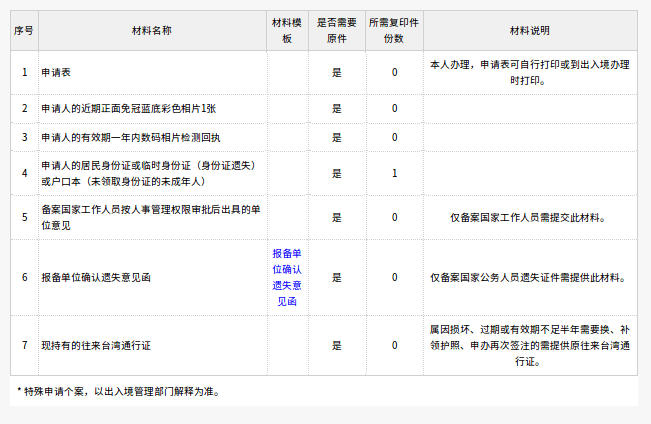 序号 材料名称 材料模板 是否需要原件 所需复印件份数 材料说明
1 申请表 是 0 本人办理，申请表可自行打印或到出入境办理时打印。
2 申请人的近期正面免冠蓝底彩色相片1张 是 0
3 申请人的有效期一年内数码相片检测回执 是 0
4 申请人的居民身份证或临时身份证（身份证遗失）或户口本（未领取身份证的未成年人） 是 1
5 备案国家工作人员按人事管理权限审批后出具的单位意见 是 0 仅备案国家工作人员需提交此材料。
6 报备单位确认遗失意见函 报备单位确认遗失意见函 是 0 仅备案国家公务人员遗失证件需提供此材料。
7 现持有的往来台湾通行证 是 0 属因损坏、过期或有效期不足半年需要换、补领护照、申办再次签注的需提供原往来台湾通行证。
* 特殊申请个案，以出入境管理部门解释为准。